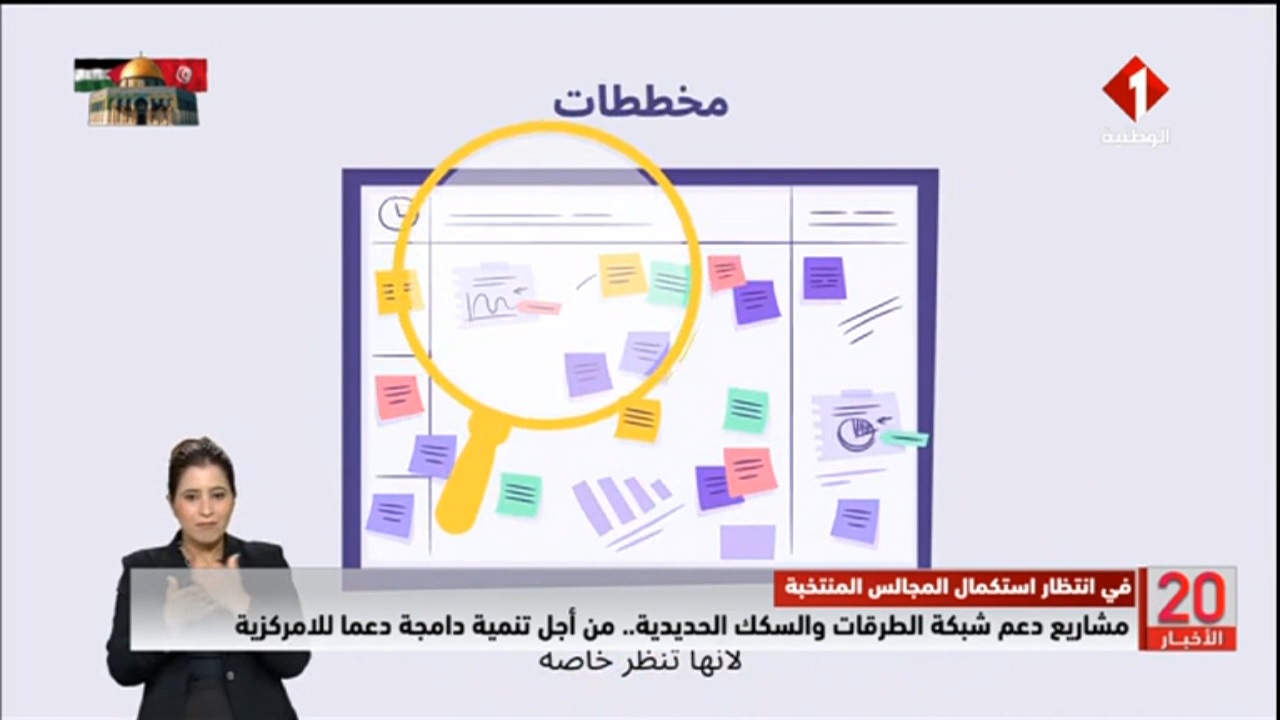 مخططات
1
الوطنية
في انتظار استكمال المجالس المنتخبة
مشاريع دعم شبكة الطرقات والسكك الحديدية.. من أجل تنمية دامجة دعما للامركزية
20
الأخبار
لانها تنظر خاصه